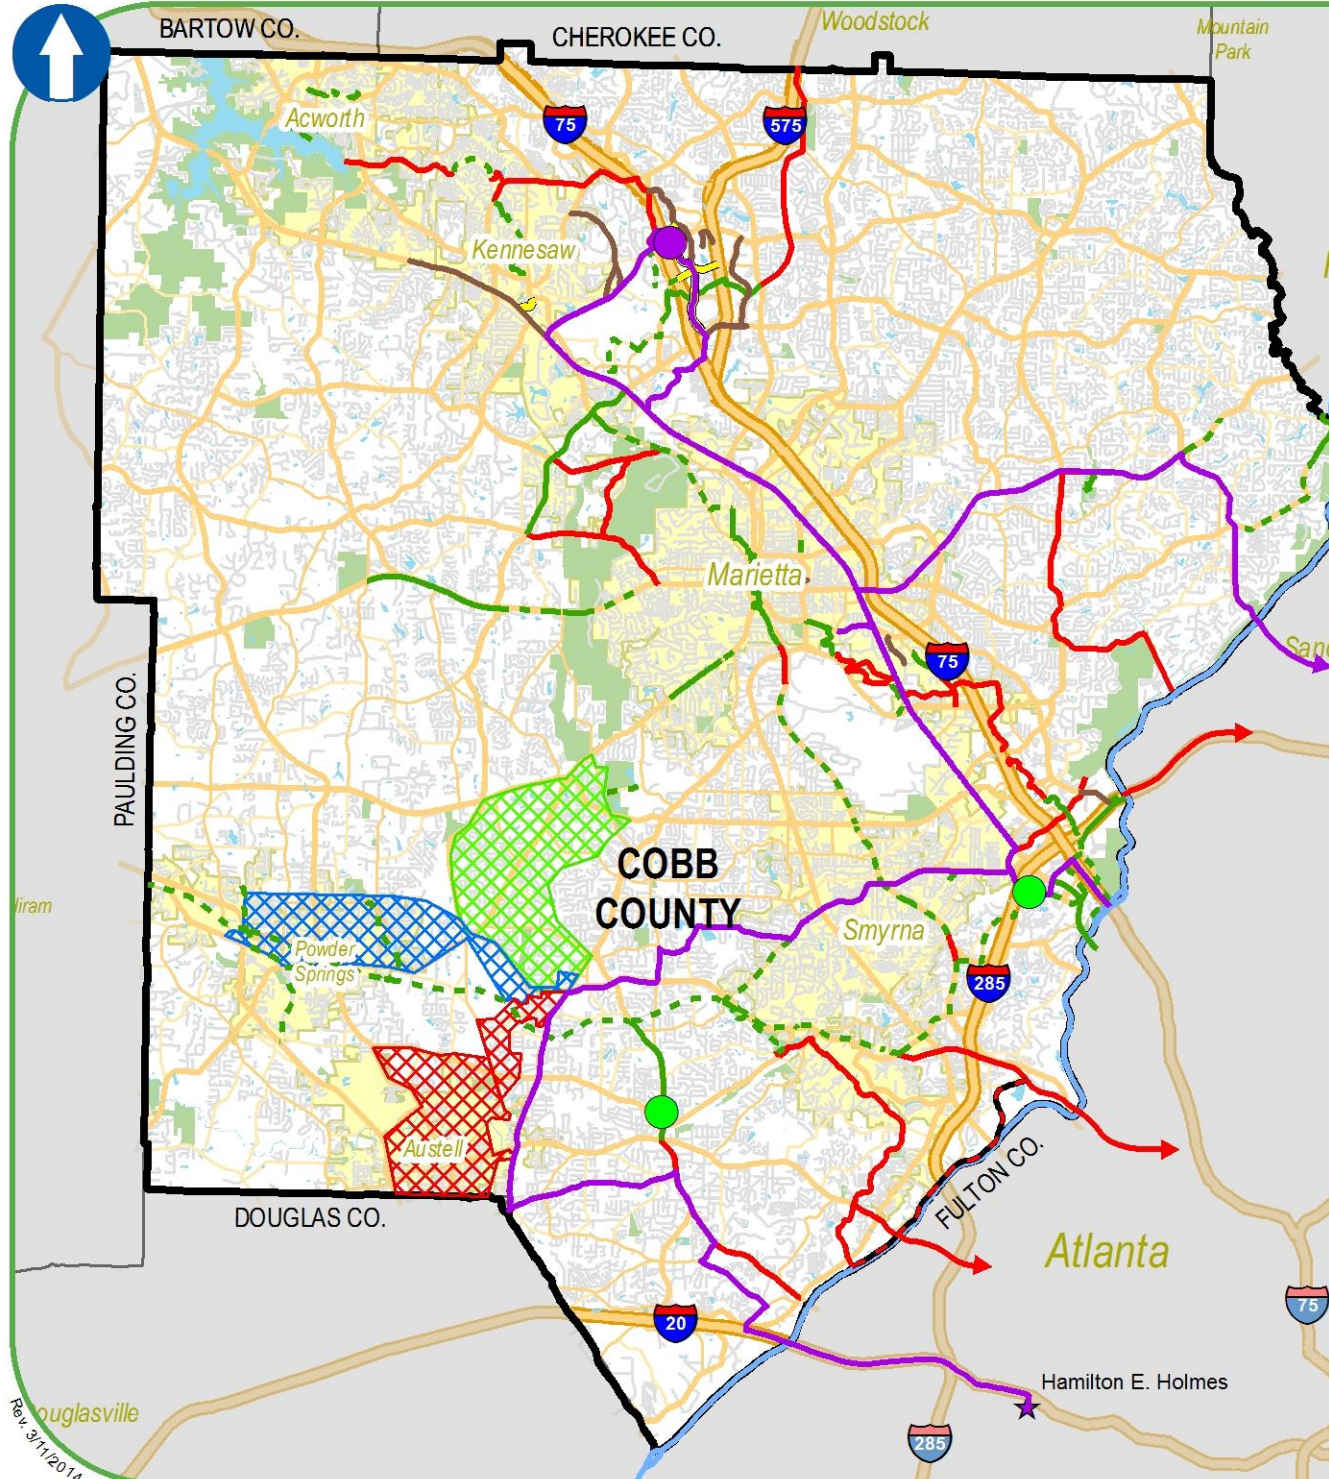 BARTOW CO.
CHEROKEE CO.
Woodstock
Mountain
Park
Acworth
75
575
Kennesaw
Marietta
75
PAULDING CO.
COBB
COUNTY
Smyrna
Powder
Springs
285
Austell
DOUGLAS CO.
FULTON CO.
Atlanta
20
75
Hamilton E. Holmes
285
Rev. 3/11/2014